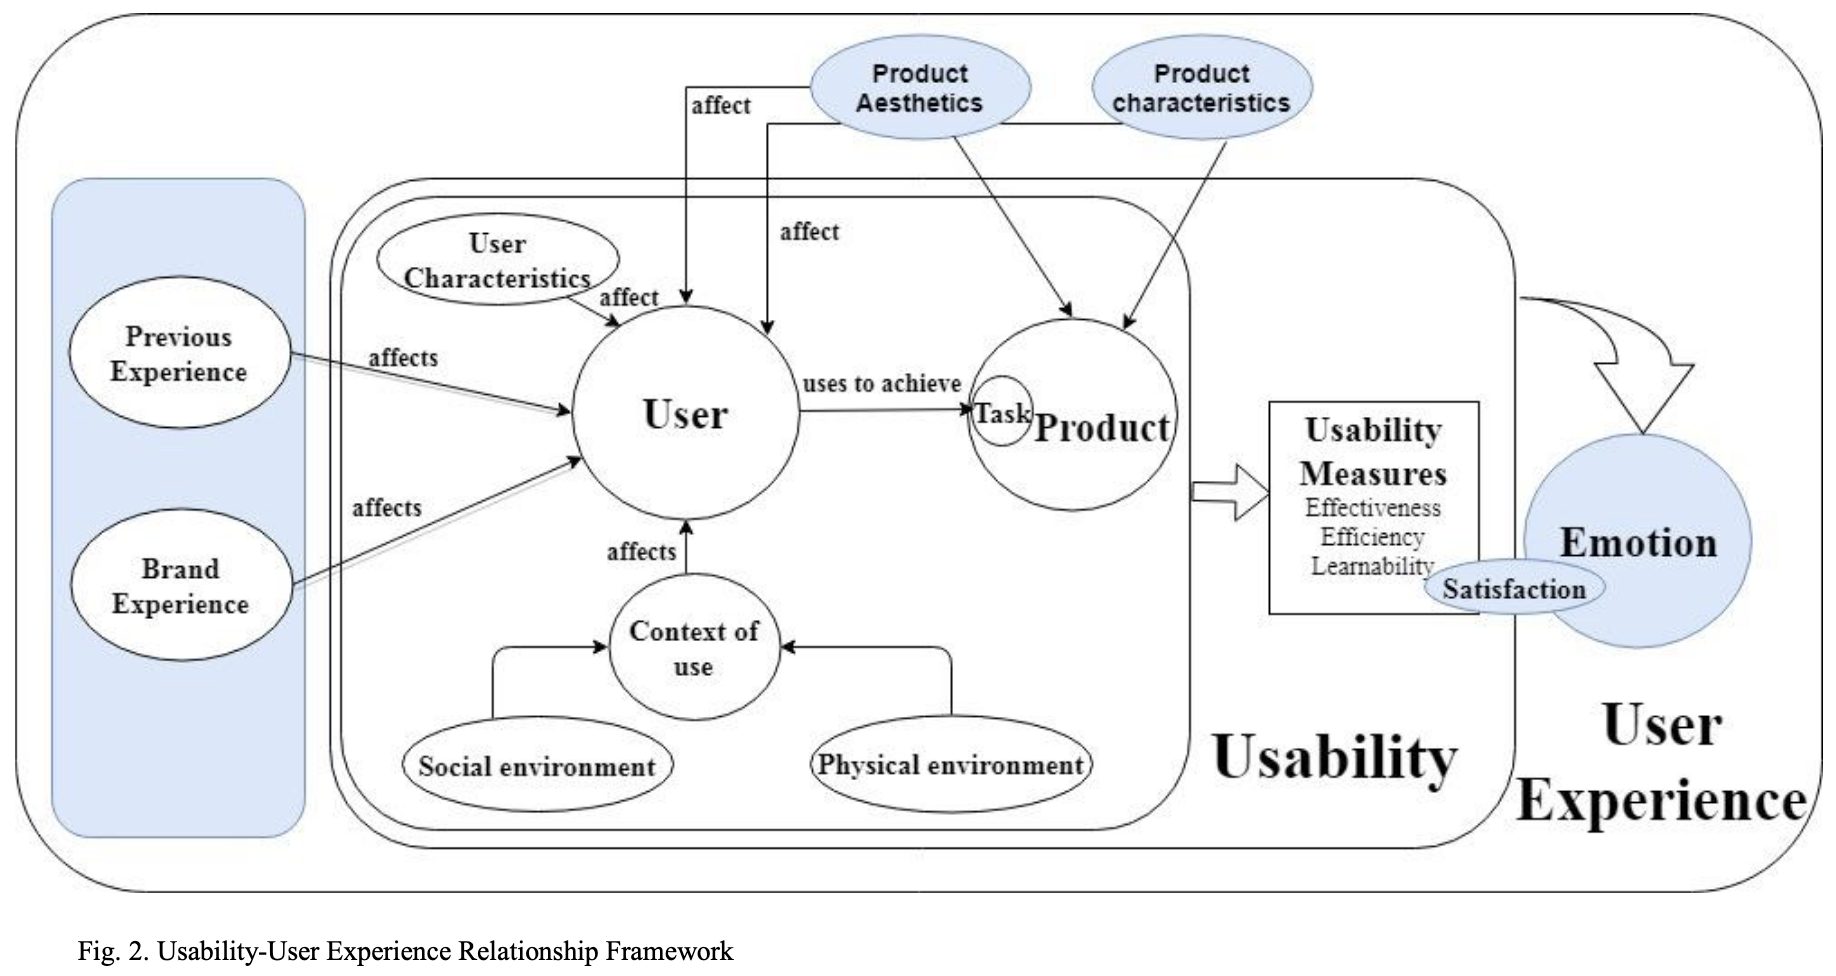 Product
Aesthetics
Product
characteristics
affect
affect
User
Characteristics
affect
Previous
Experience
affects
User
uses to achieve
Task
Product
Usability
Measures
Effectiveness
Efficiency
Learnability
Satisfaction
Emotion
Brand
Experience
affects
affects
Context of
use
Social environment
Physical environment
Usability
User
Experience
Fig. 2. Usability-User Experience Relationship Framework